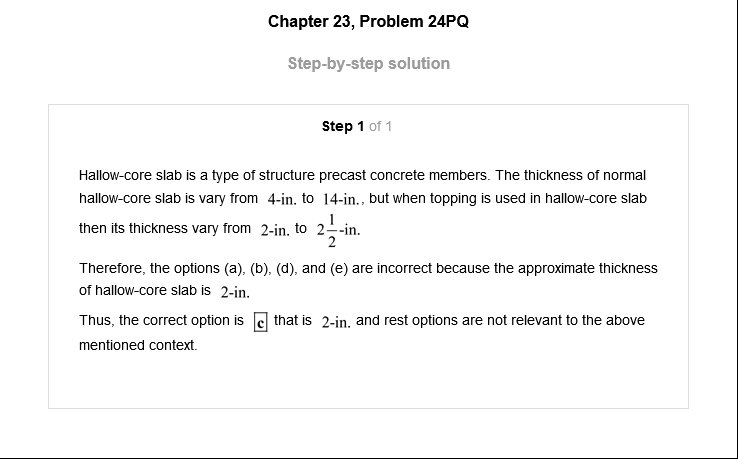 Chapter 23, Problem 24PQ
Step-by-step solution
Step 1 of 1
Hallow-core slab is a type of structure precast concrete members. The thickness of normal
hallow-core slab is vary from 4-in. to 14-in., but when topping is used in hallow-core slab
then its thickness vary from 2-in. to 2 1/2-in.
Therefore, the options (a), (b), (d), and (e) are incorrect because the approximate thickness
of hallow-core slab is 2-in.
Thus, the correct option is c that is 2-in. and rest options are not relevant to the above
mentioned context.